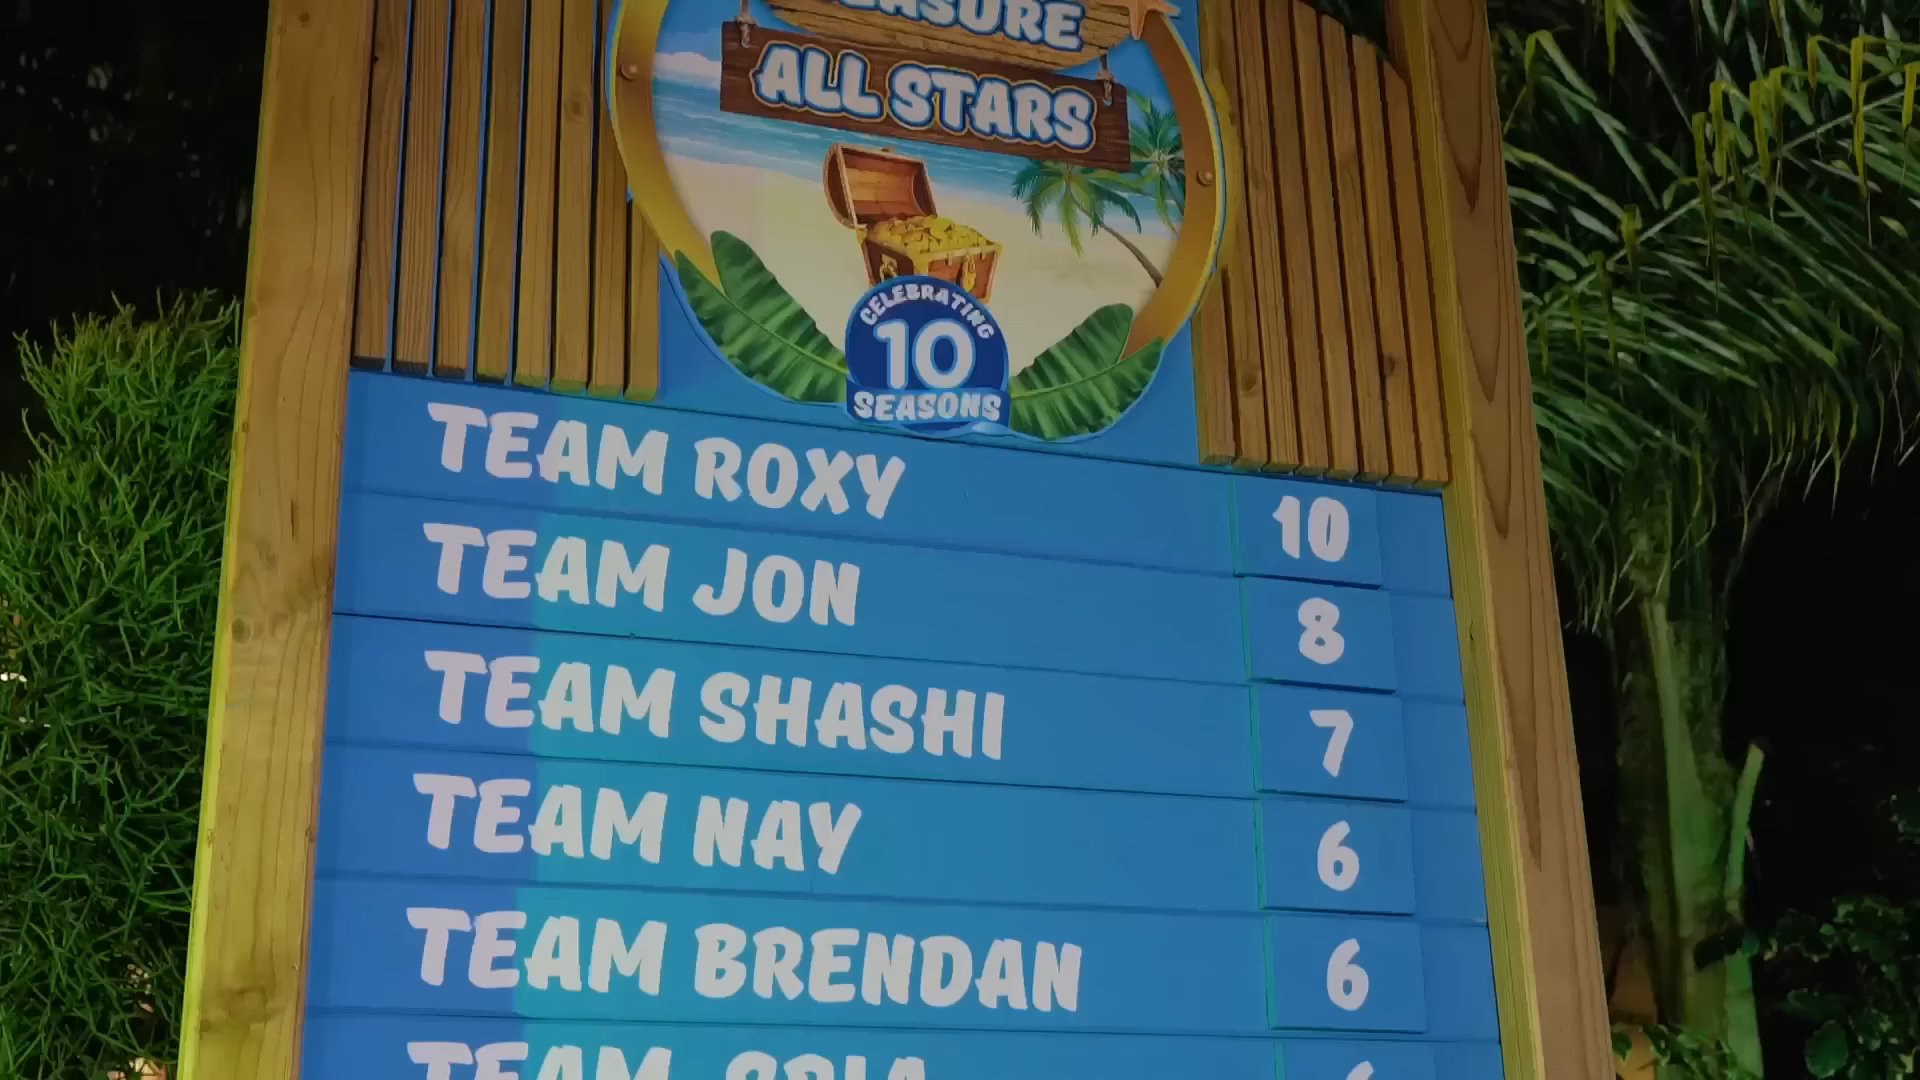 ALL STARS
CELEBRATING
10
SEASONS
TEAM ROXY 10
TEAM JON 8
TEAM SHASHI 7
TEAM NAY 6
TEAM BRENDAN 6
TEAM